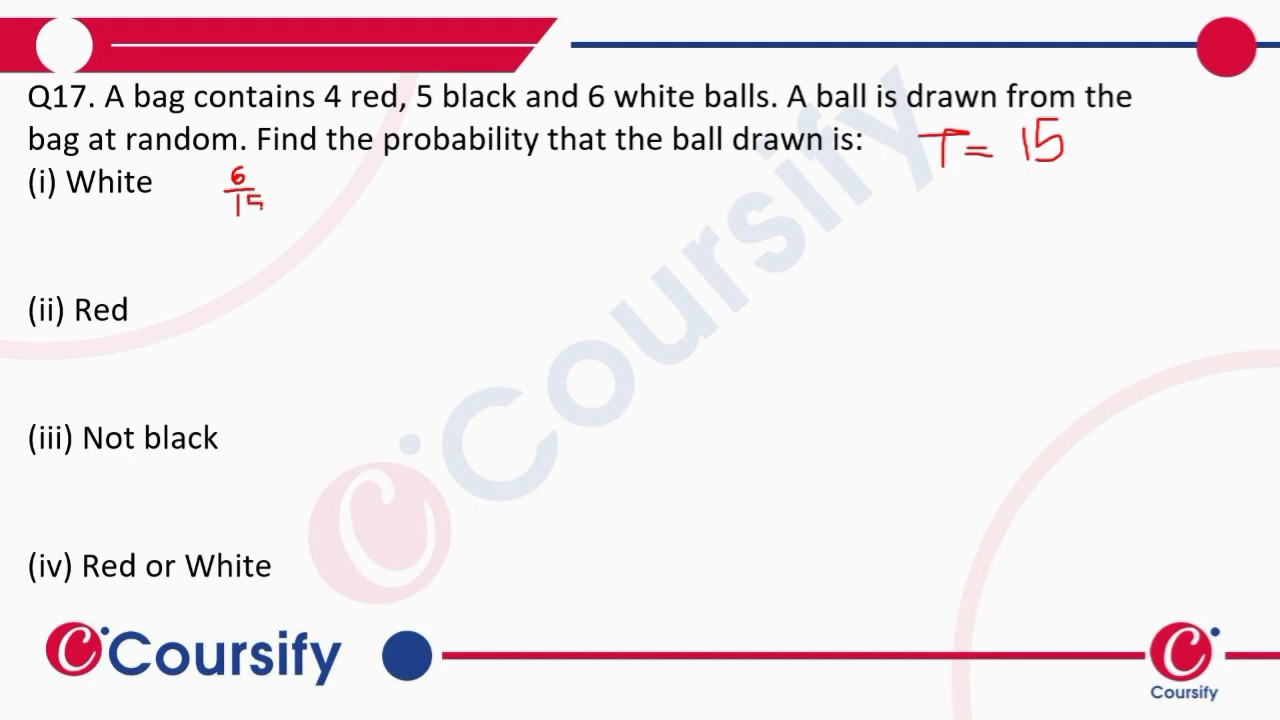 Q17. A bag contains 4 red, 5 black and 6 white balls. A ball is drawn from the
bag at random. Find the probability that the ball drawn is:
T = 15
(i) White
6
15
(ii) Red
(iii) Not black
(iv) Red or White
Coursify
Coursify
Coursify